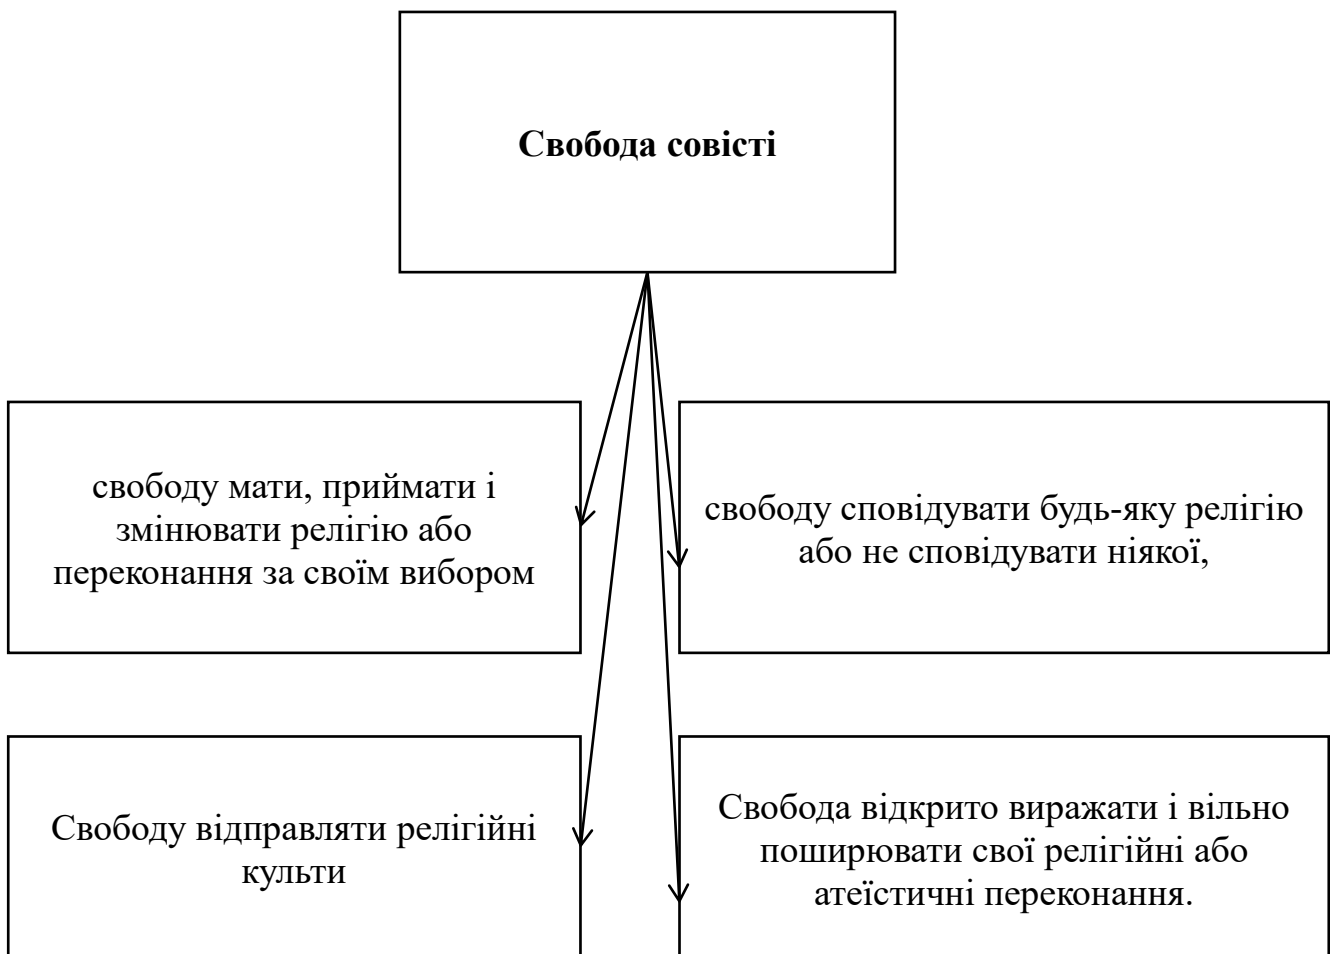 Свобода совісті
свободу мати, приймати і
змінювати релігію або
переконання за своїм вибором
свободу сповідувати будь-яку релігію
або не сповідувати ніякої,
Свободу відправляти релігійні
культи
Свобода відкрито виражати і вільно
поширювати свої релігійні або
атеїстичні переконання.